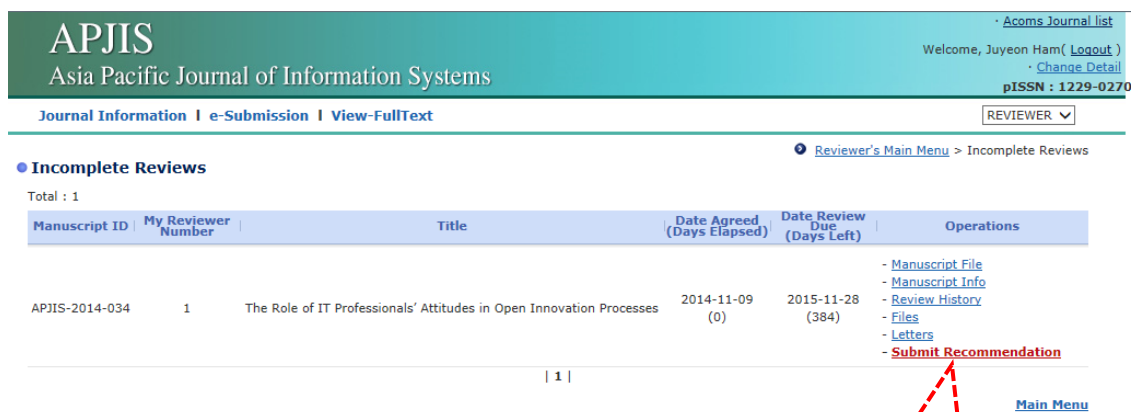 APJIS
Asia Pacific Journal of Information Systems
· Acoms Journal list
Welcome, Juyeon Ham( Logout )
· Change Detail
pISSN : 1229-0270
Journal Information l e-Submission l View-FullText
REVIEWER
Reviewer's Main Menu > Incomplete Reviews
Incomplete Reviews
Total : 1
Manuscript ID | My Reviewer Number | Title | Date Agreed (Days Elapsed) | Date Review Due (Days Left) | Operations
APJIS-2014-034 1 The Role of IT Professionals’ Attitudes in Open Innovation Processes 2014-11-09 (0) 2015-11-28 (384)
- Manuscript File
- Manuscript Info
- Review History
- Files
- Letters
- Submit Recommendation
| 1 |
Main Menu